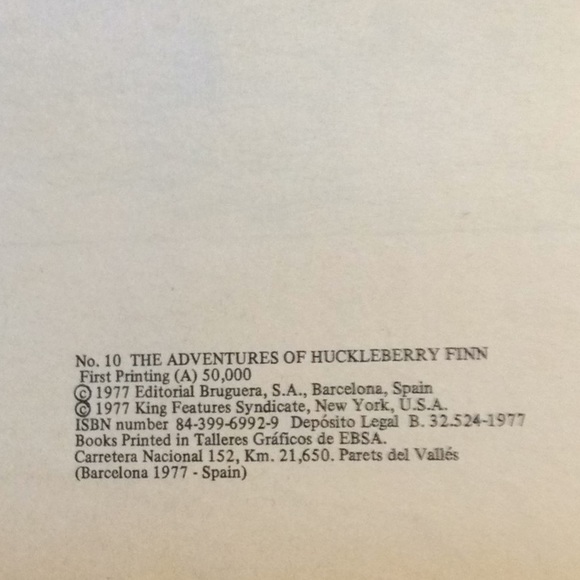 No. 10 THE ADVENTURES OF HUCKLEBERRY FINN
First Printing (A) 50,000
© 1977 Editorial Bruguera, S.A., Barcelona, Spain
© 1977 King Features Syndicate, New York, U.S.A.
ISBN number 84-399-6992-9 Depósito Legal B. 32.524-1977
Books Printed in Talleres Gráficos de EBSA.
Carretera Nacional 152, Km. 21,650. Parets del Vallés
(Barcelona 1977 - Spain)